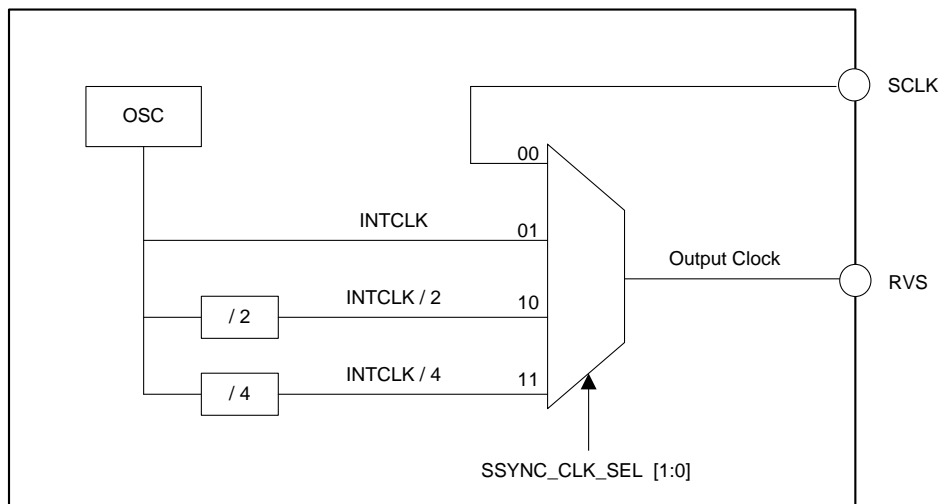 SCLK
OSC
00
INTCLK
01
Output Clock
RVS
INTCLK / 2
10
/ 2
INTCLK / 4
11
/ 4
SSYNC_CLK_SEL [1:0]